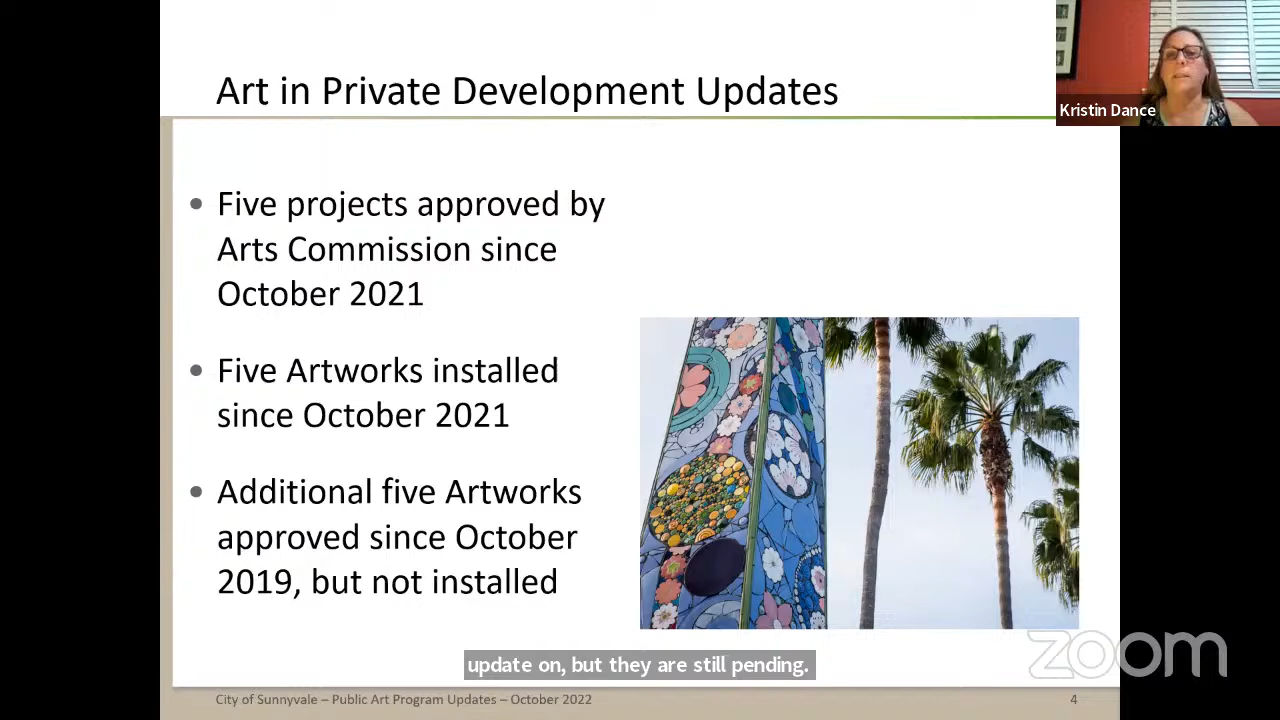 Art in Private Development Updates
Kristin Dance
Five projects approved by
Arts Commission since
October 2021
Five Artworks installed
since October 2021
Additional five Artworks
approved since October
2019, but not installed
zoom
update on, but they are still pending.
City of Sunnyvale – Public Art Program Updates – October 2022
4